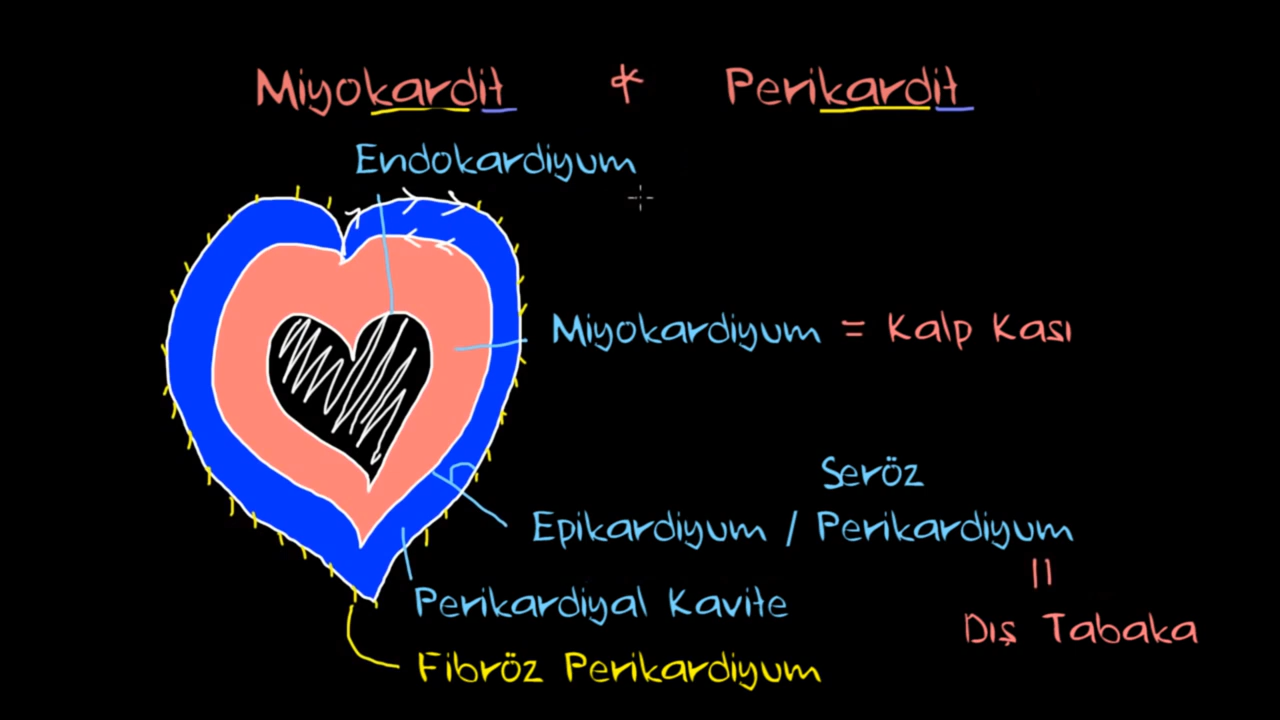 Miyokardit & Perikardit
Endokardiyum
Miyokardiyum = Kalp Kası
Seröz
Epikardiyum / Perikardiyum
=
Perikardiyal Kavite
Dış Tabaka
Fibröz Perikardiyum